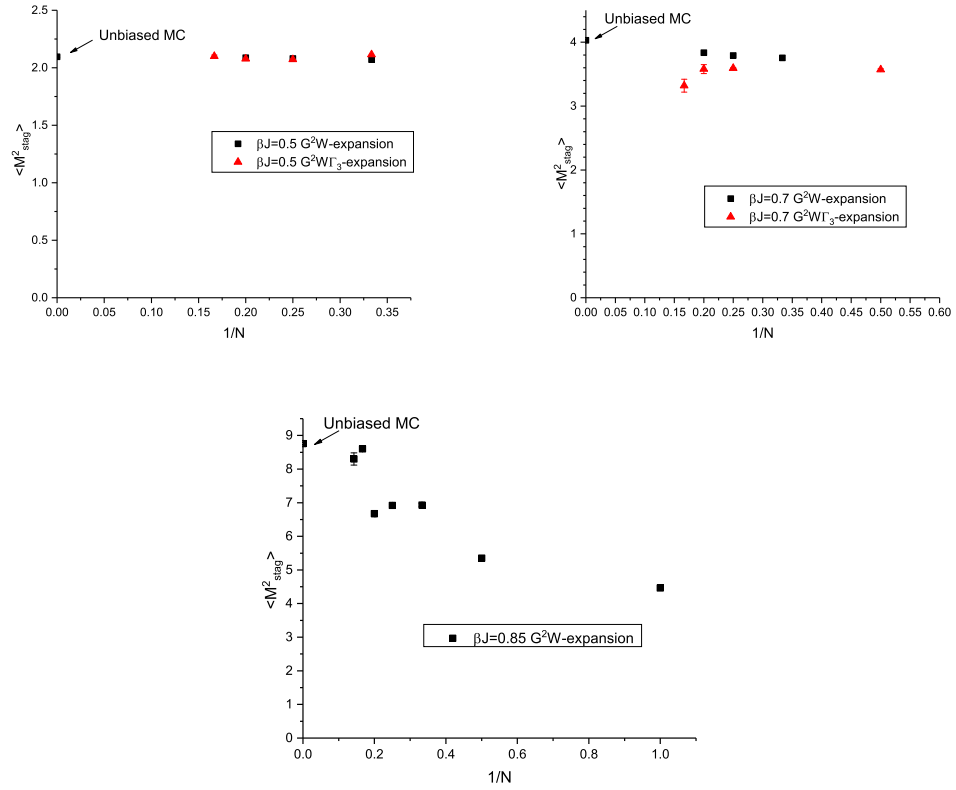 Unbiased MC
2.5
2.0
1.5
1.0
0.5
0.0
<M²stag>
βJ=0.5 G²W-expansion
βJ=0.5 G²WΓ₃-expansion
0.00 0.05 0.10 0.15 0.20 0.25 0.30 0.35
1/N
Unbiased MC
4
3
2
1
0
<M²stag>
βJ=0.7 G²W-expansion
βJ=0.7 G²WΓ₃-expansion
0.00 0.05 0.10 0.15 0.20 0.25 0.30 0.35 0.40 0.45 0.50 0.55 0.60
1/N
Unbiased MC
9
8
7
6
5
4
3
2
1
0
<M²stag>
βJ=0.85 G²W-expansion
0.0 0.2 0.4 0.6 0.8 1.0
1/N